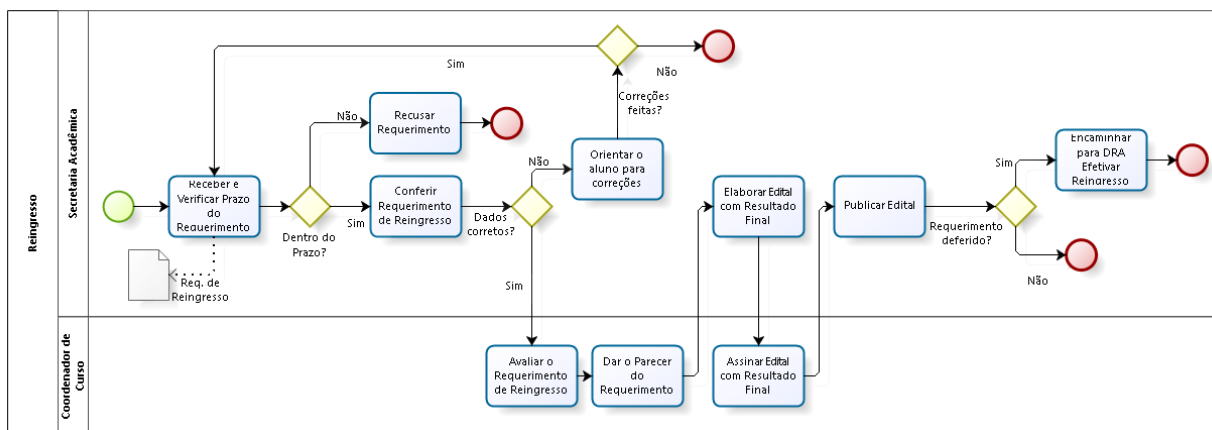 Reingresso
Secretaria Acadêmica
Sim
Não
Correções
feitas?
Não
Recusar
Requerimento
Não
Orientar o
aluno para
correções
Receber e
Verificar Prazo
do
Requerimento
Dentro do
Prazo?
Sim
Conferir
Requerimento
de Reingresso
Dados
corretos?
Req. de
Reingresso
Sim
Elaborar Edital
com Resultado
Final
Publicar Edital
Requerimento
deferido?
Sim
Encaminhar
para DRA
Efetivar
Reingresso
Não
Coordenador de
Curso
Avaliar o
Requerimento
de Reingresso
Dar o Parecer
do
Requerimento
Assinar Edital
com Resultado
Final